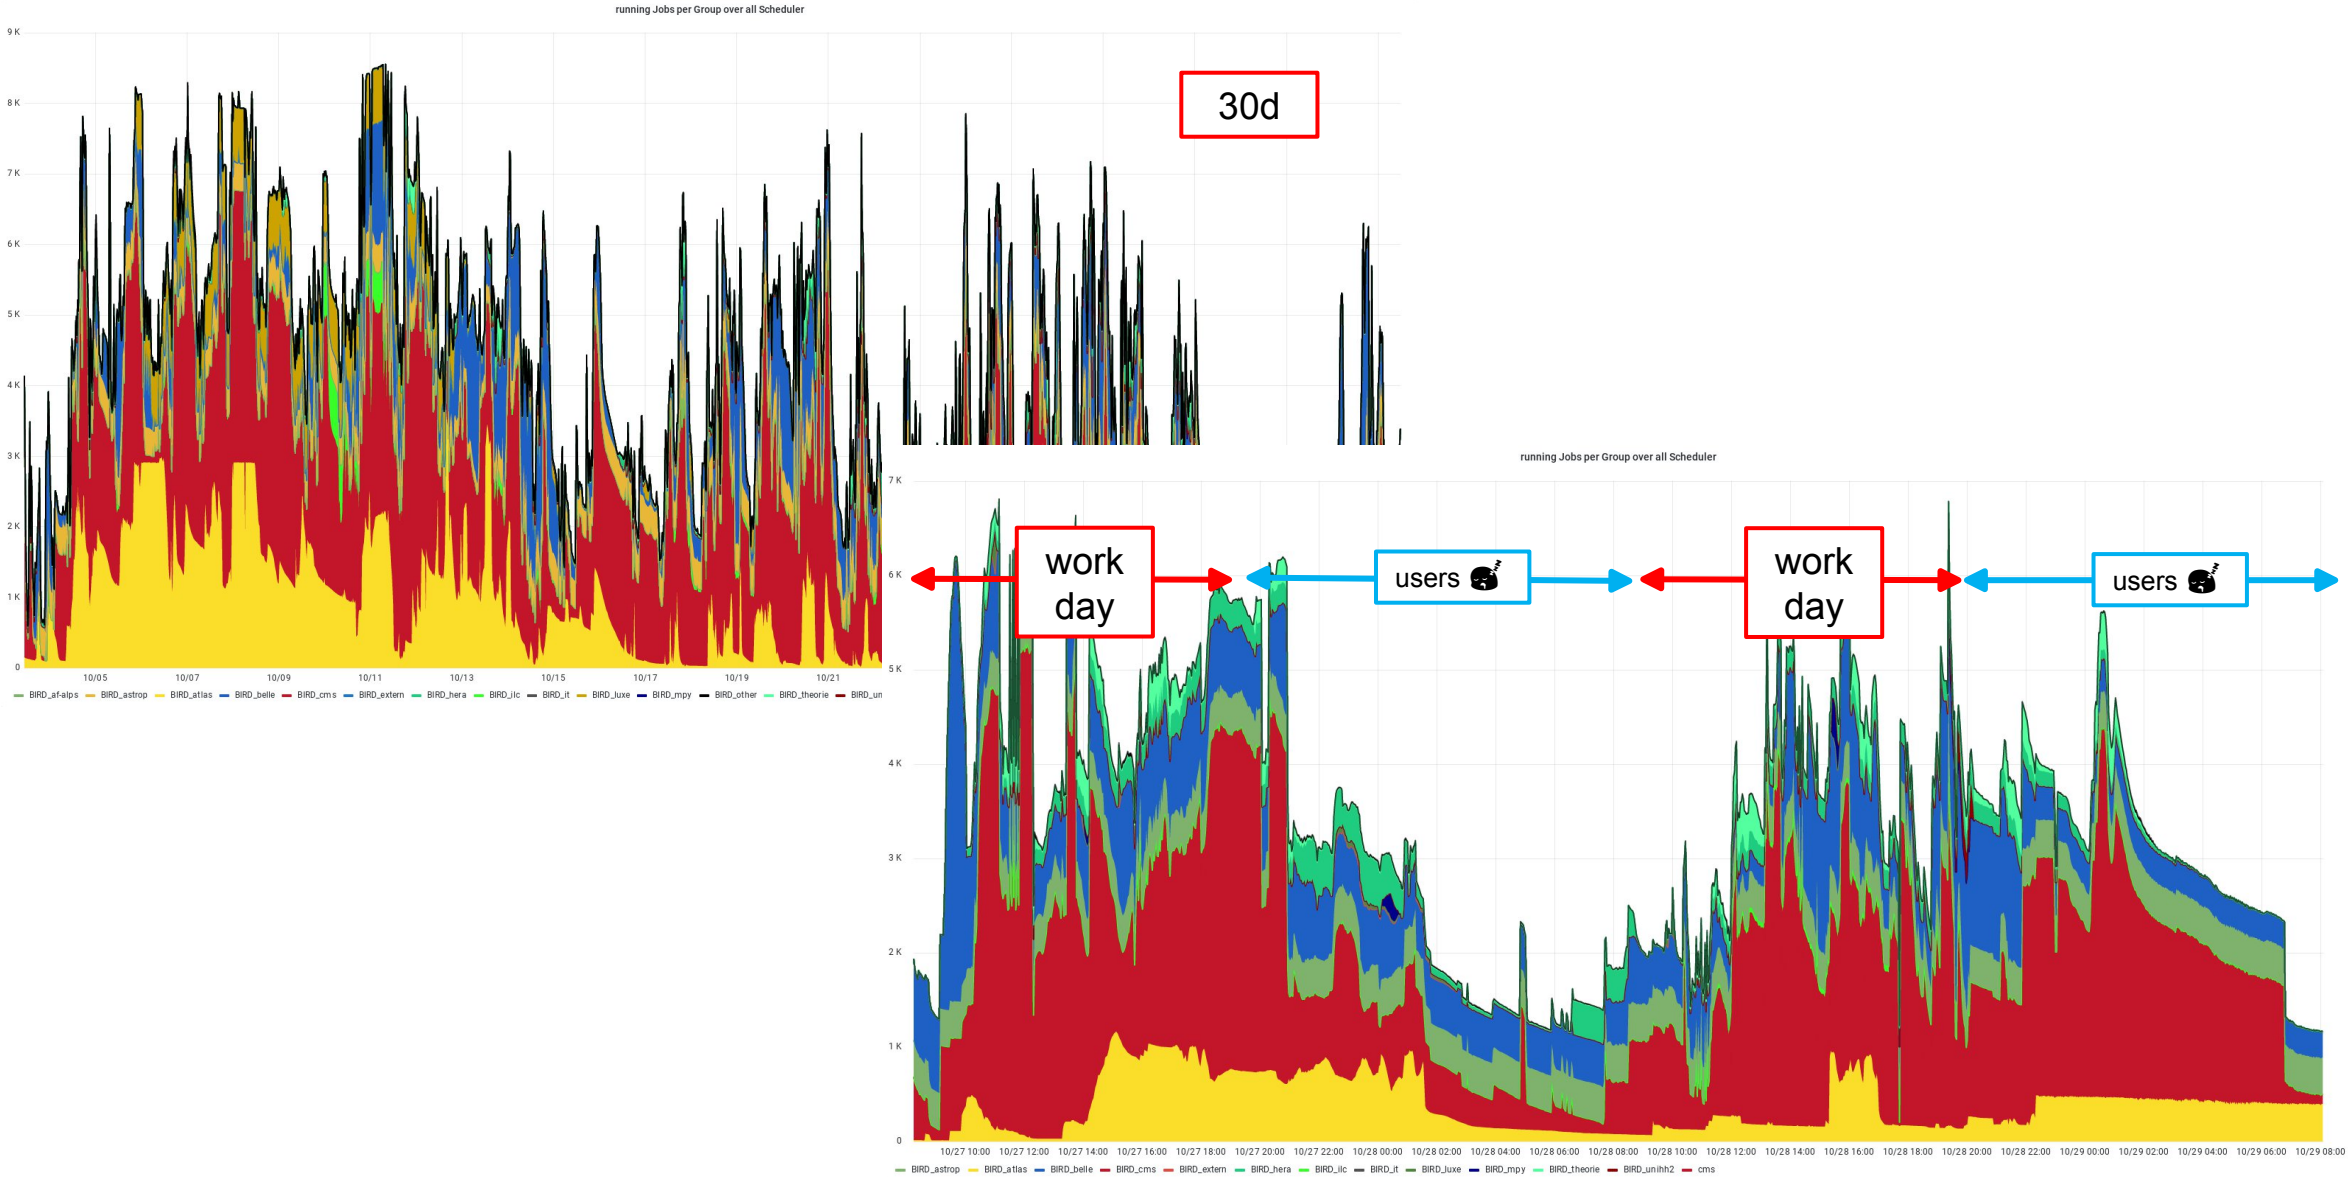 running Jobs per Group over all Scheduler
9 K
8 K
7 K
6 K
5 K
4 K
3 K
2 K
1 K
0
30d
10/05 10/07 10/09 10/11 10/13 10/15 10/17 10/19 10/21
BIRD_af-alps BIRD_astrop BIRD_atlas BIRD_belle BIRD_cms BIRD_extern BIRD_hera BIRD_ilc BIRD_it BIRD_luxe BIRD_mpy BIRD_other BIRD_theorie BIRD_un
running Jobs per Group over all Scheduler
7 K
6 K
5 K
4 K
3 K
2 K
1 K
0
work
day
users
work
day
users
10/27 10:00 10/27 12:00 10/27 14:00 10/27 16:00 10/27 18:00 10/27 20:00 10/27 22:00 10/28 00:00 10/28 02:00 10/28 04:00 10/28 06:00 10/28 08:00 10/28 10:00 10/28 12:00 10/28 14:00 10/28 16:00 10/28 18:00 10/28 20:00 10/28 22:00 10/29 00:00 10/29 02:00 10/29 04:00 10/29 06:00 10/29 08:00
BIRD_astrop BIRD_atlas BIRD_belle BIRD_cms BIRD_extern BIRD_hera BIRD_ilc BIRD_it BIRD_luxe BIRD_mpy BIRD_theorie BIRD_unihh2 cms